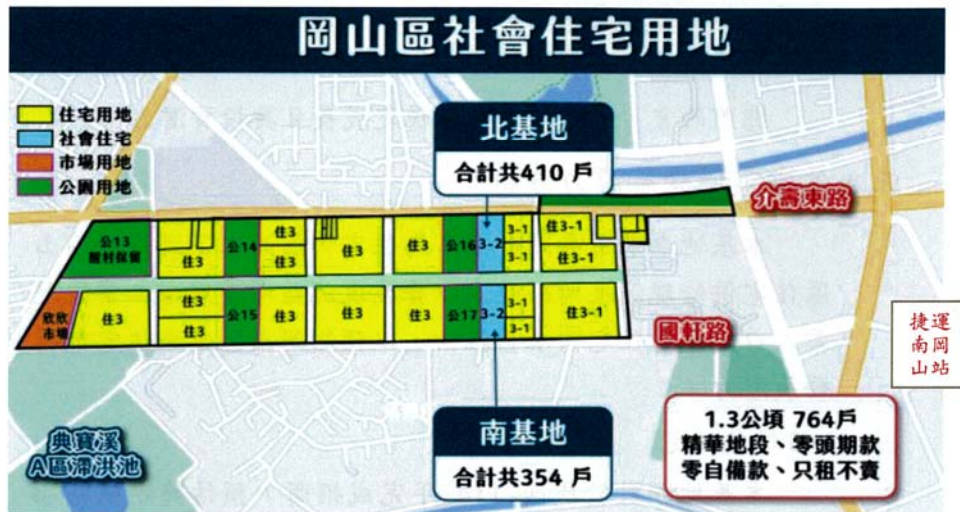 岡山區社會住宅用地
住宅用地
社會住宅
市場用地
公園用地
北基地
合計共410 戶
介壽東路
公13
眷村保留
住3
公14
住3
住3
住3
住3
公16
3-2
3-1
3-1
住3-1
住3-1
欣欣
市場
住3
住3
住3
公15
住3
住3
住3
公17
3-2
3-1
3-1
住3-1
國軒路
捷運
南岡
山站
典寶溪
A區滯洪池
南基地
合計共354 戶
1.3公頃 764戶
精華地段、零頭期款
零自備款、只租不賣